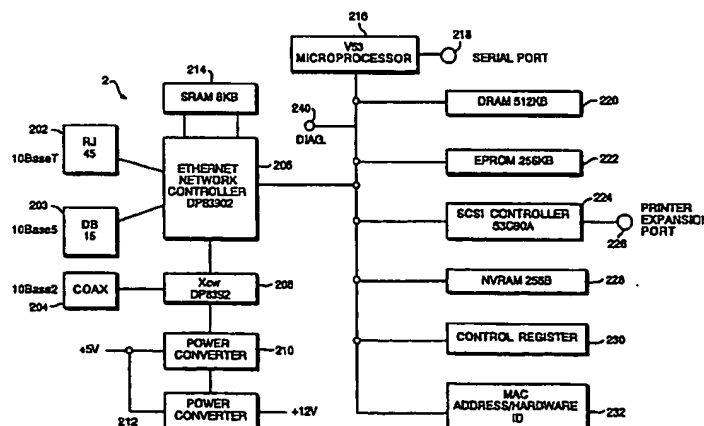 216
V53
MICROPROCESSOR
218
SERIAL PORT
214
SRAM 8KB
2
240
DIAG.
DRAM 512KB
220
202
RJ
45
10BaseT
206
ETHERNET
NETWORK
CONTROLLER
DP83902
EPROM 256KB
222
203
DB
15
10Base5
224
SCSI CONTROLLER
53C90A
PRINTER
EXPANSION
PORT
226
10Base2
COAX
204
Xcvr
DP8392
208
NVRAM 256B
228
+5V
POWER
CONVERTER
210
CONTROL REGISTER
230
212
POWER
CONVERTER
+12V
MAC
ADDRESS/HARDWARE
ID
232